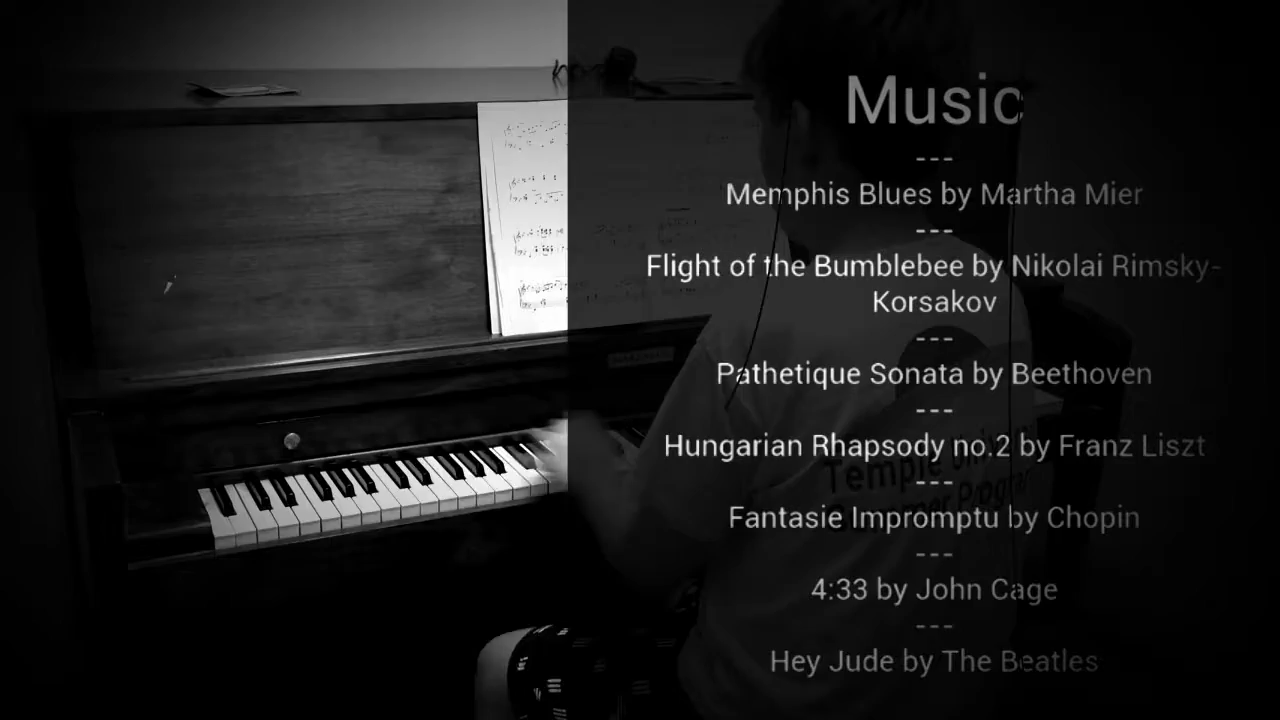 Music
---
Memphis Blues by Martha Mier
---
Flight of the Bumblebee by Nikolai Rimsky-
Korsakov
---
Pathetique Sonata by Beethoven
---
Hungarian Rhapsody no.2 by Franz Liszt
---
Fantasie Impromptu by Chopin
---
4:33 by John Cage
---
Hey Jude by The Beatles
Temple